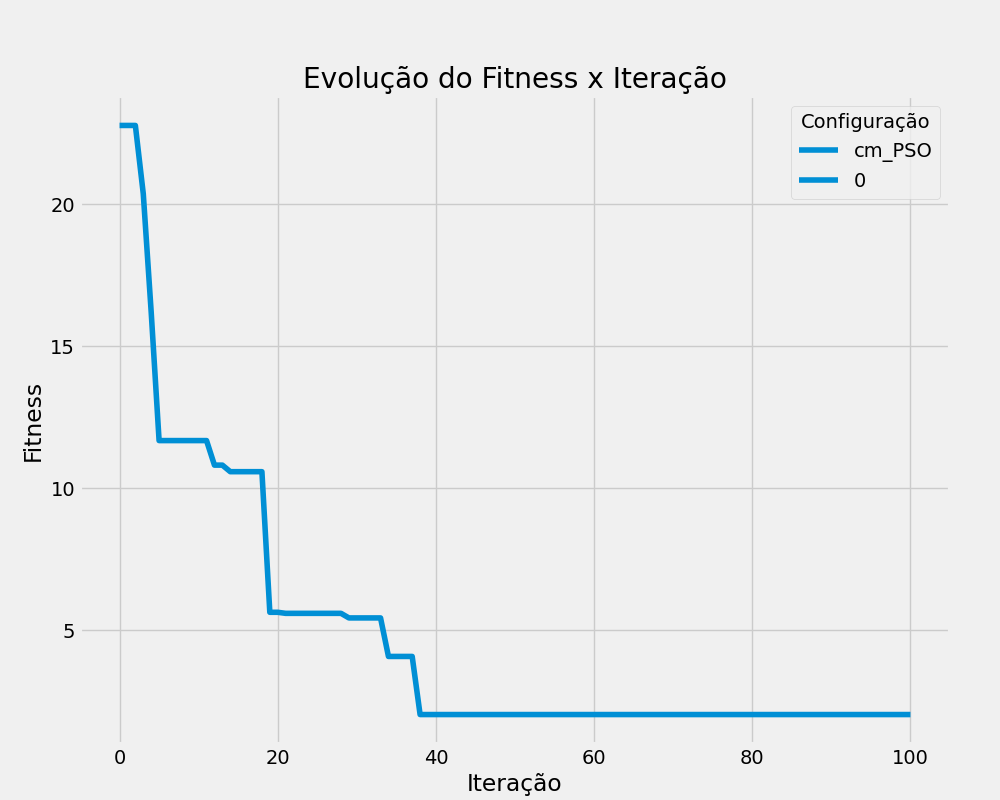 Evolução do Fitness x Iteração
Configuração
cm_PSO
0
20
15
10
5
Fitness
0 20 40 60 80 100
Iteração